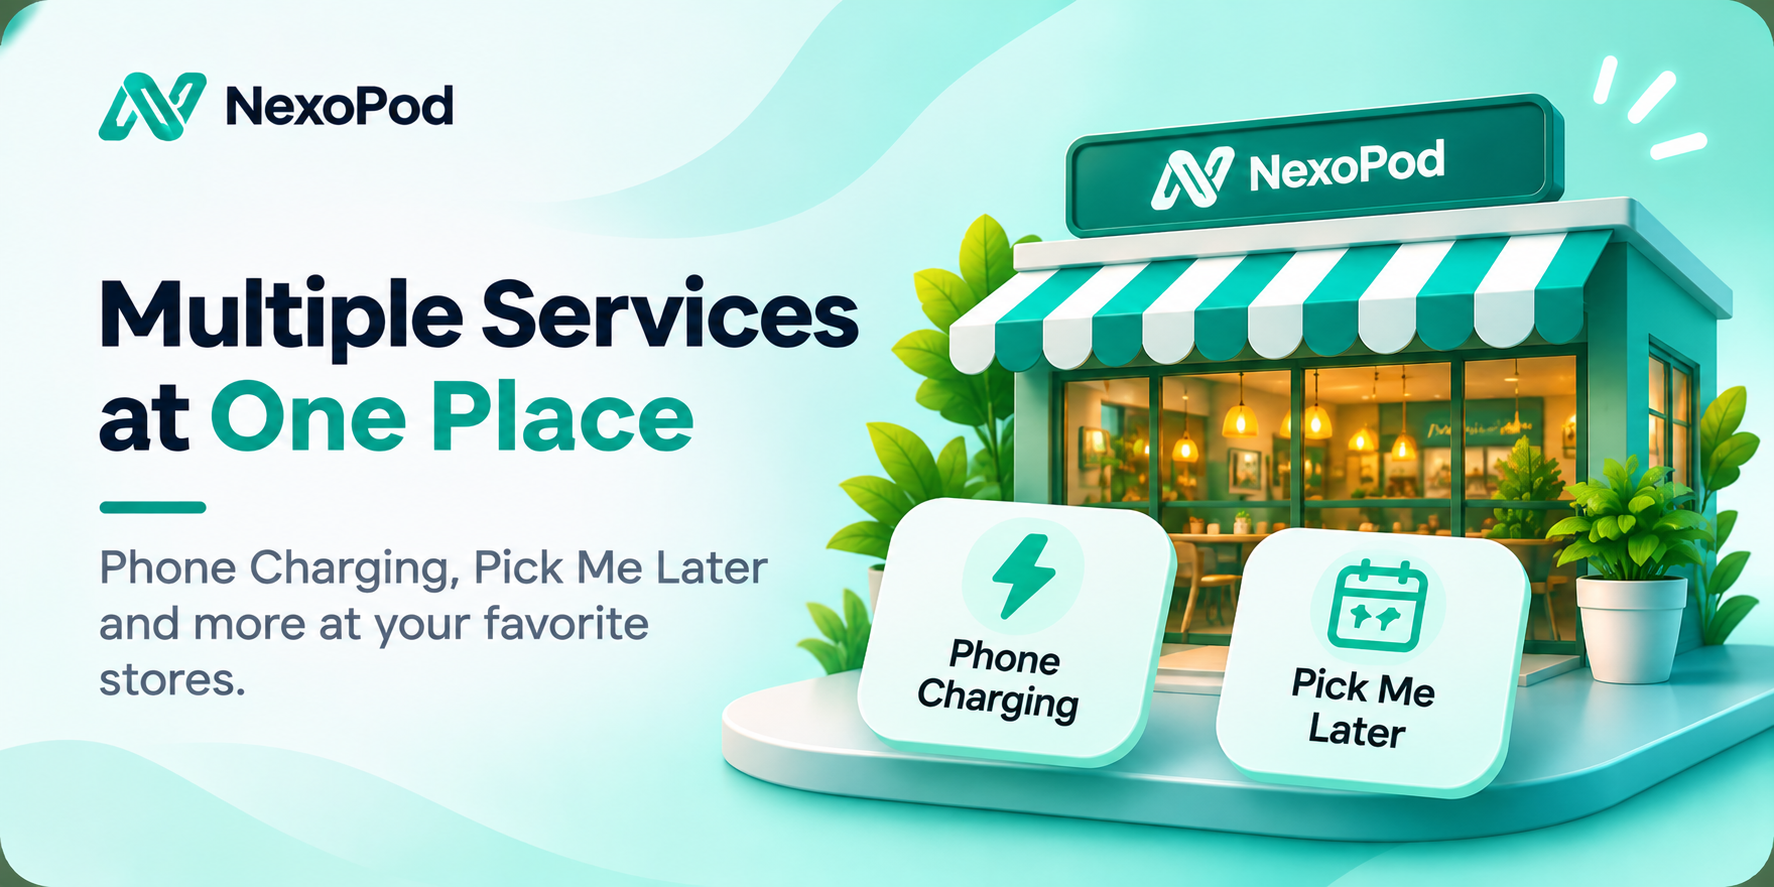 NexoPod
NexoPod
Multiple Services
at One Place
Phone Charging, Pick Me Later
and more at your favorite
stores.
Phone
Charging
Pick Me
Later